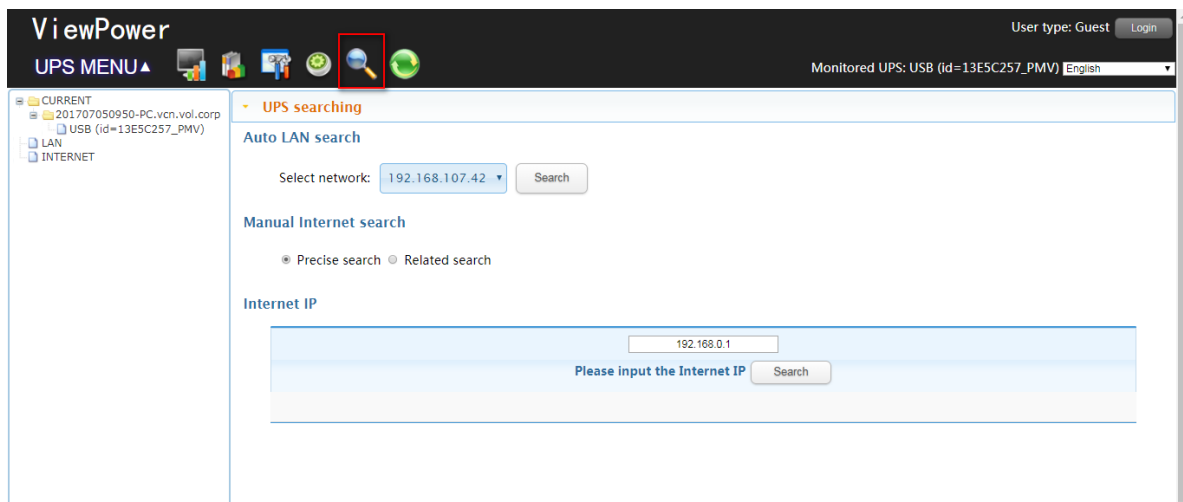 ViewPower
User type: Guest Login
UPS MENU▲
Monitored UPS: USB (id=13E5C257_PMV) English
CURRENT
201707050950-PC.vcn.vol.corp
USB (id=13E5C257_PMV)
LAN
INTERNET
UPS searching
Auto LAN search
Select network: 192.168.107.42 Search
Manual Internet search
Precise search Related search
Internet IP
192.168.0.1
Please input the Internet IP Search